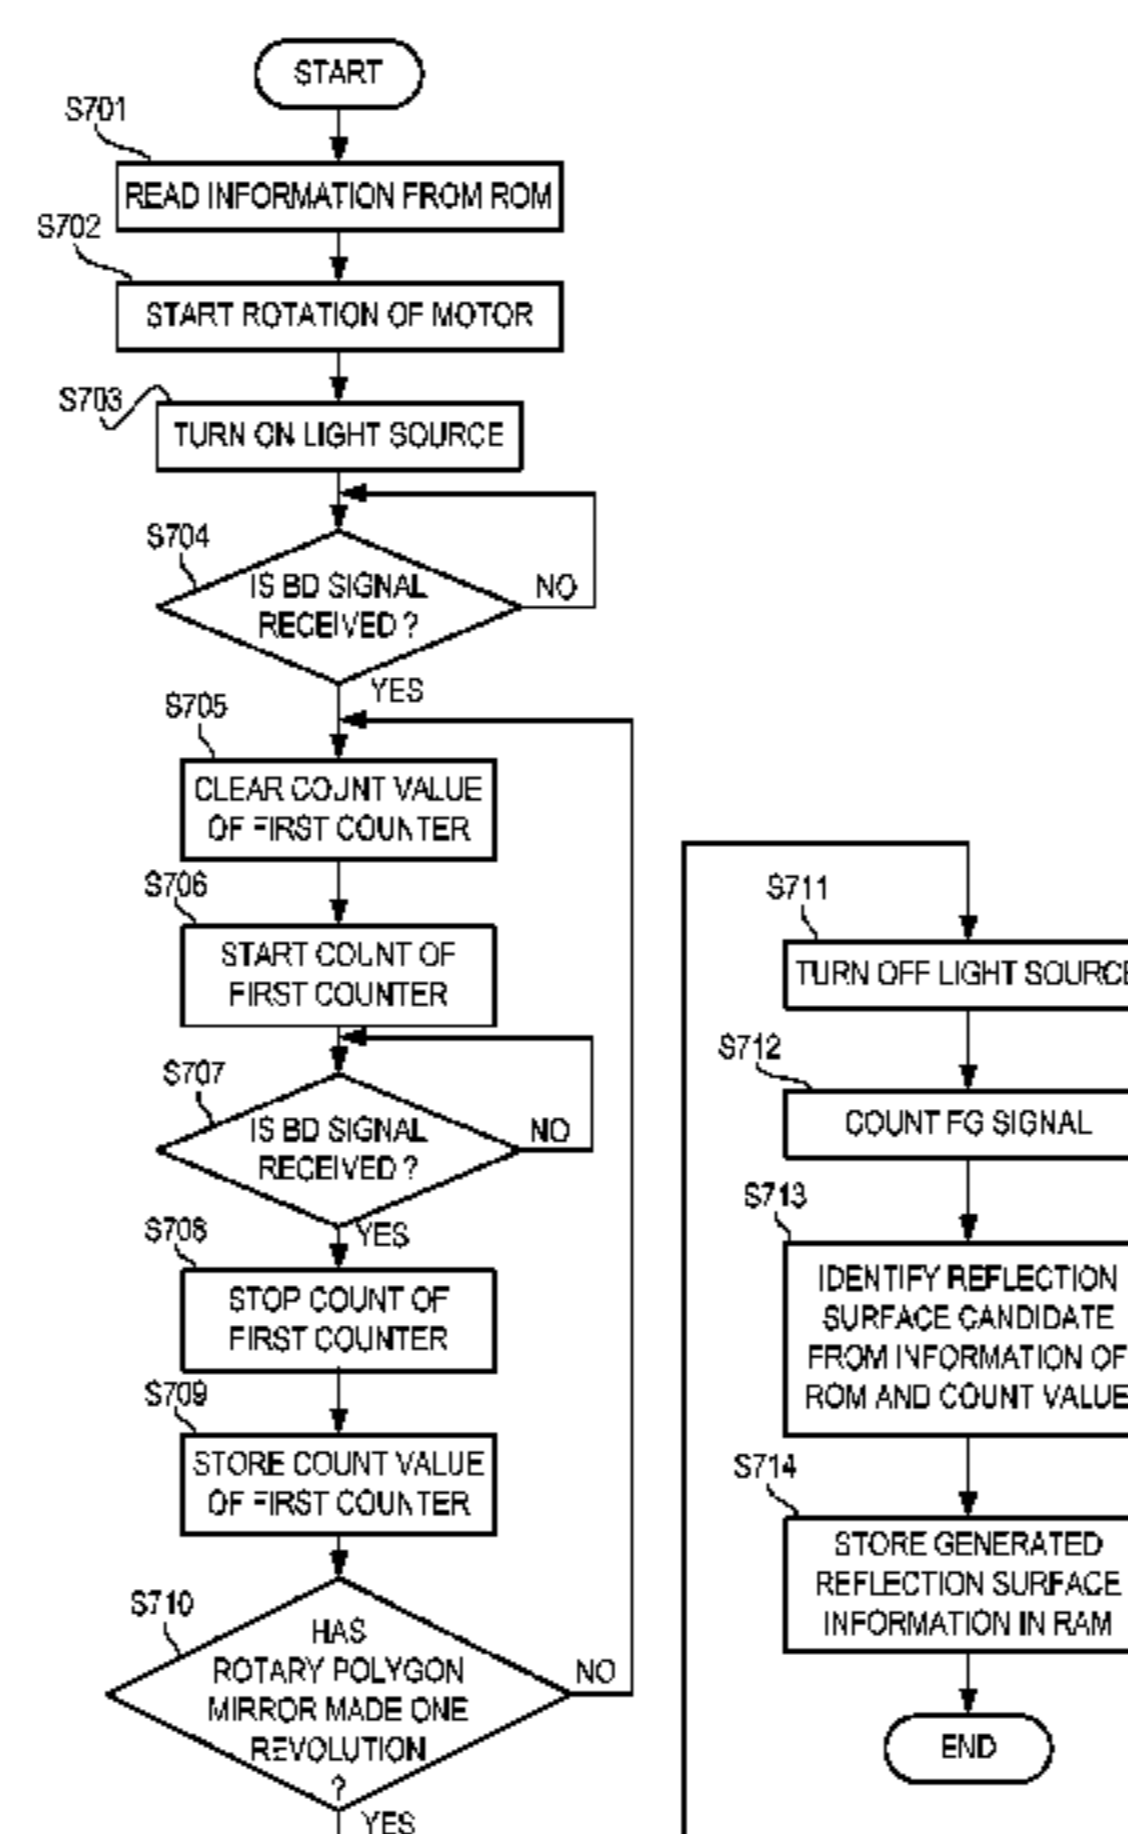 START
S701
READ INFORMATION FROM ROM
S702
START ROTATION OF MOTOR
S703
TURN ON LIGHT SOURCE
S704
IS BD SIGNAL
RECEIVED ?
NO
YES
S705
CLEAR COUNT VALUE
OF FIRST COUNTER
S706
START COUNT OF
FIRST COUNTER
S707
IS BD SIGNAL
RECEIVED ?
NO
YES
S708
STOP COUNT OF
FIRST COUNTER
S709
STORE COUNT VALUE
OF FIRST COUNTER
S710
HAS
ROTARY POLYGON
MIRROR MADE ONE
REVOLUTION
?
NO
YES
S711
TURN OFF LIGHT SOURCE
S712
COUNT FG SIGNAL
S713
IDENTIFY REFLECTION
SURFACE CANDIDATE
FROM INFORMATION OF
ROM AND COUNT VALUE
S714
STORE GENERATED
REFLECTION SURFACE
INFORMATION IN RAM
END